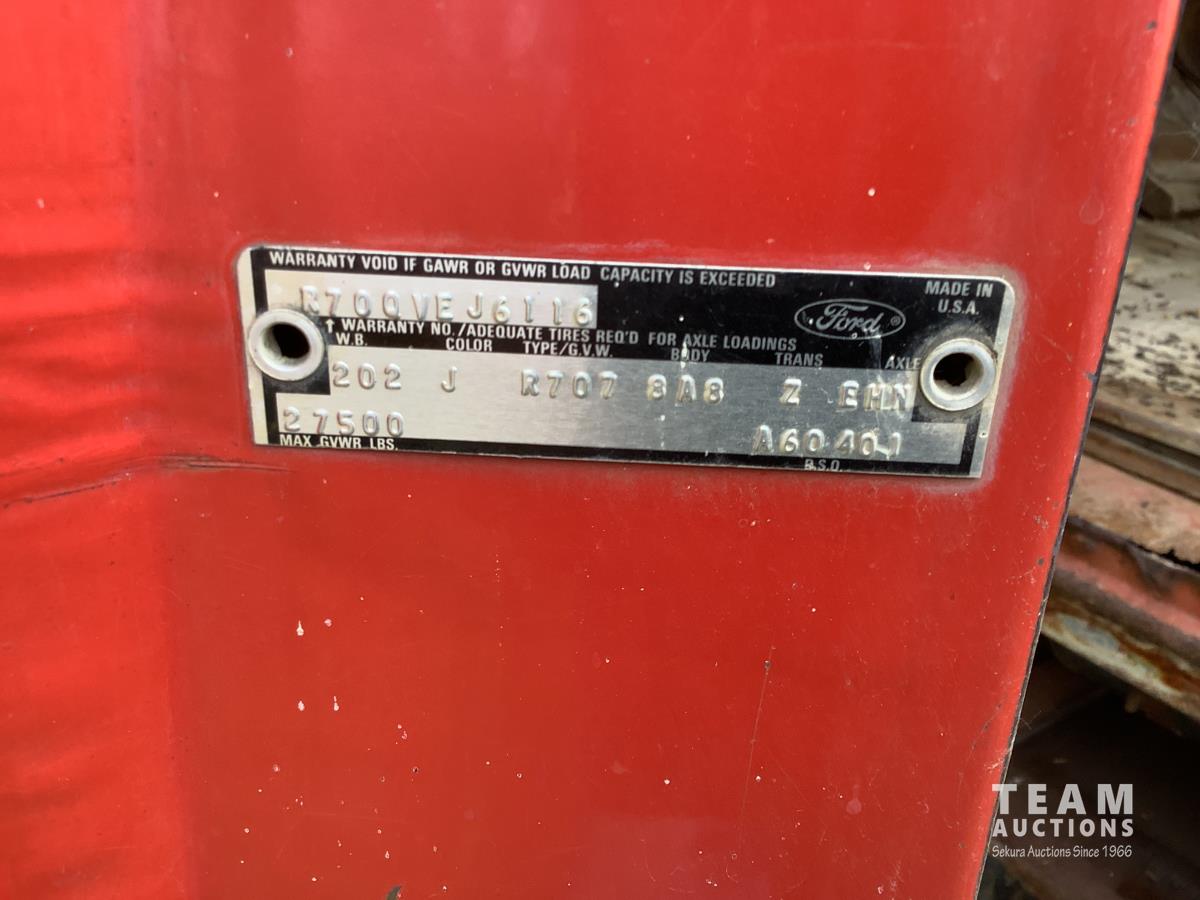 WARRANTY VOID IF GAWR OR GVWR LOAD CAPACITY IS EXCEEDED
MADE IN
U.S.A.
R70QVEJ6116
Ford ®
↑ WARRANTY NO./ADEQUATE TIRES REQ'D FOR AXLE LOADINGS
W.B. COLOR TYPE/G.V.W. BODY TRANS AXLE
202 J R707 8A8 Z EHN
27500 A60401
MAX GVWR LBS. B.S.O.
TEAM
AUCTIONS
Sekura Auctions Since 1966